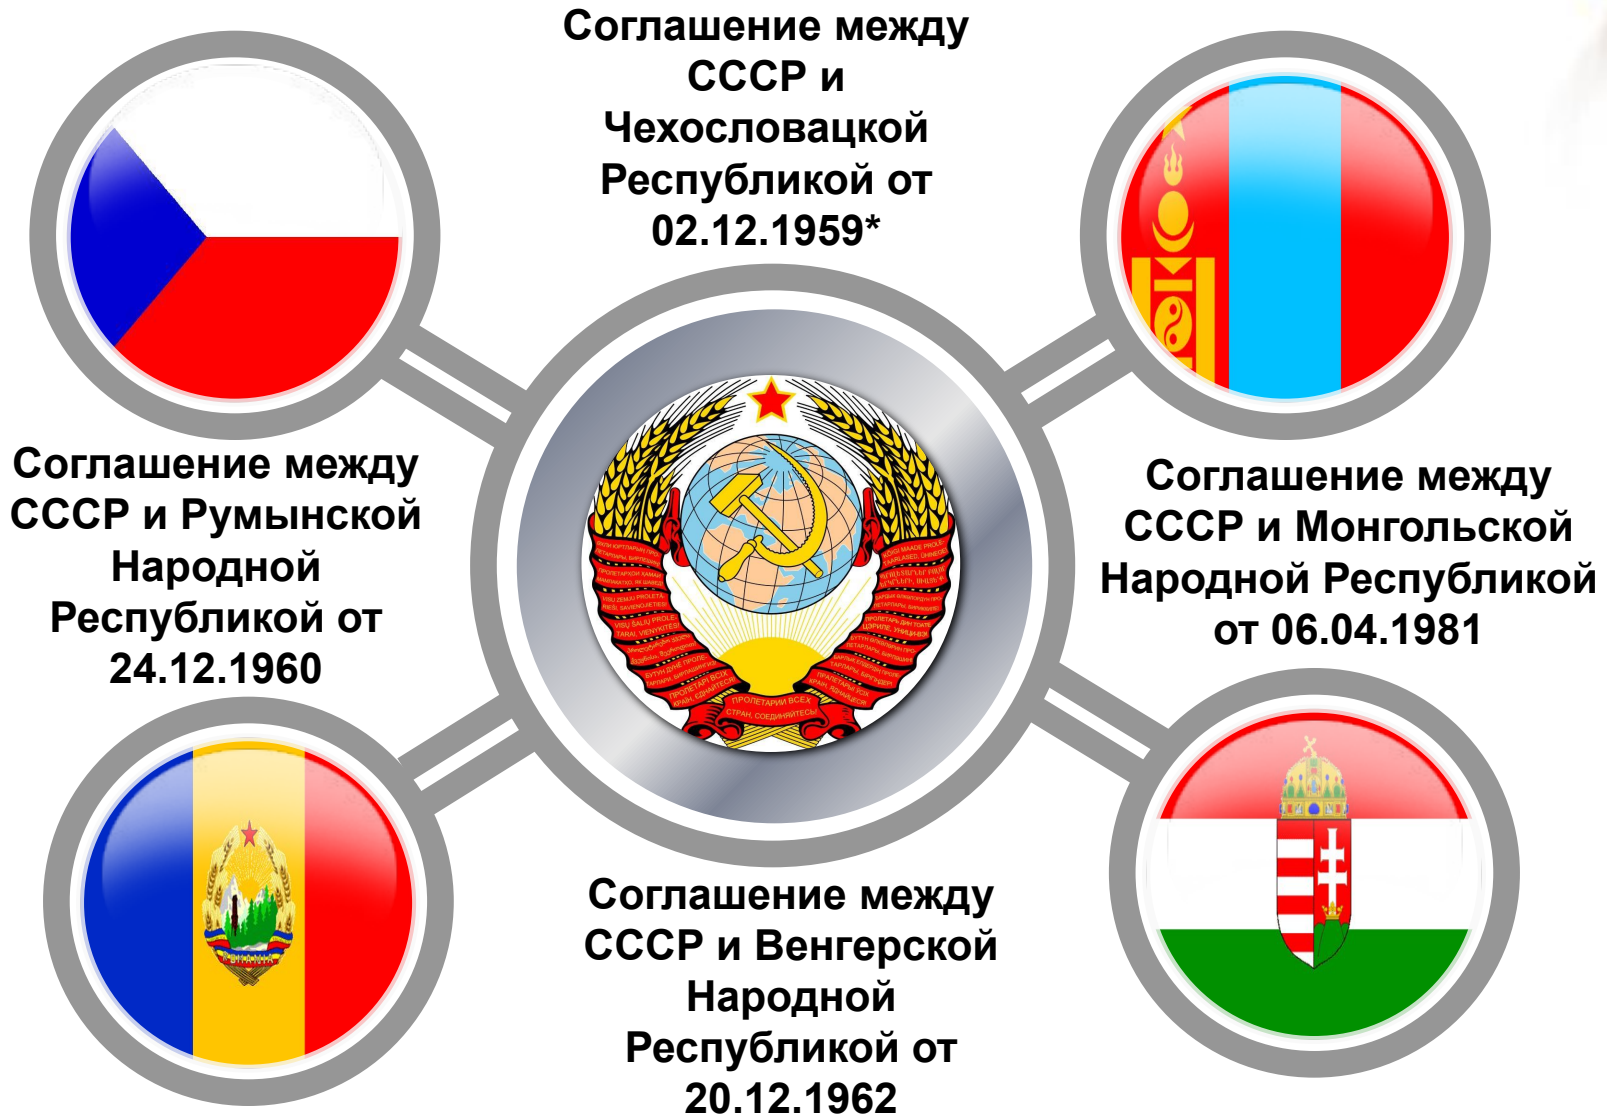 Соглашение между
СССР и
Чехословацкой
Республикой от
02.12.1959*
Соглашение между
СССР и Румынской
Народной
Республикой от
24.12.1960
Соглашение между
СССР и Монгольской
Народной Республикой
от 06.04.1981
ПРОЛЕТАРИИ ВСЕХ
СТРАН, СОЕДИНЯЙТЕСЬ!
Соглашение между
СССР и Венгерской
Народной
Республикой от
20.12.1962